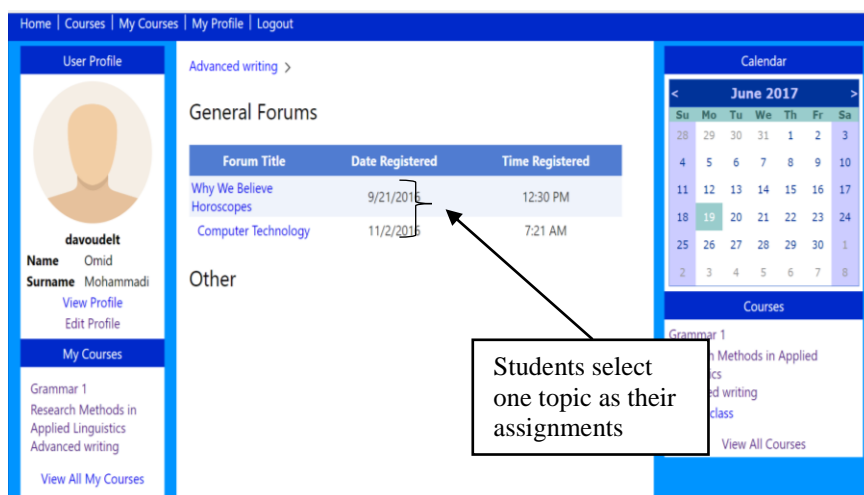 Home | Courses | My Courses | My Profile | Logout
User Profile
davoudelt
Name Omid
Surname Mohammadi
View Profile
Edit Profile
My Courses
Grammar 1
Research Methods in
Applied Linguistics
Advanced writing
View All My Courses
Advanced writing >
General Forums
Forum Title Date Registered Time Registered
Why We Believe
Horoscopes
9/21/2016 12:30 PM
Computer Technology 11/2/2016 7:21 AM
Other
Students select
one topic as their
assignments
Calendar
< June 2017 >
Su Mo Tu We Th Fr Sa
28 29 30 31 1 2 3
4 5 6 7 8 9 10
11 12 13 14 15 16 17
18 19 20 21 22 23 24
25 26 27 28 29 30 1
2 3 4 5 6 7 8
Courses
Grammar 1
Methods in Applied
writing
class
View All Courses